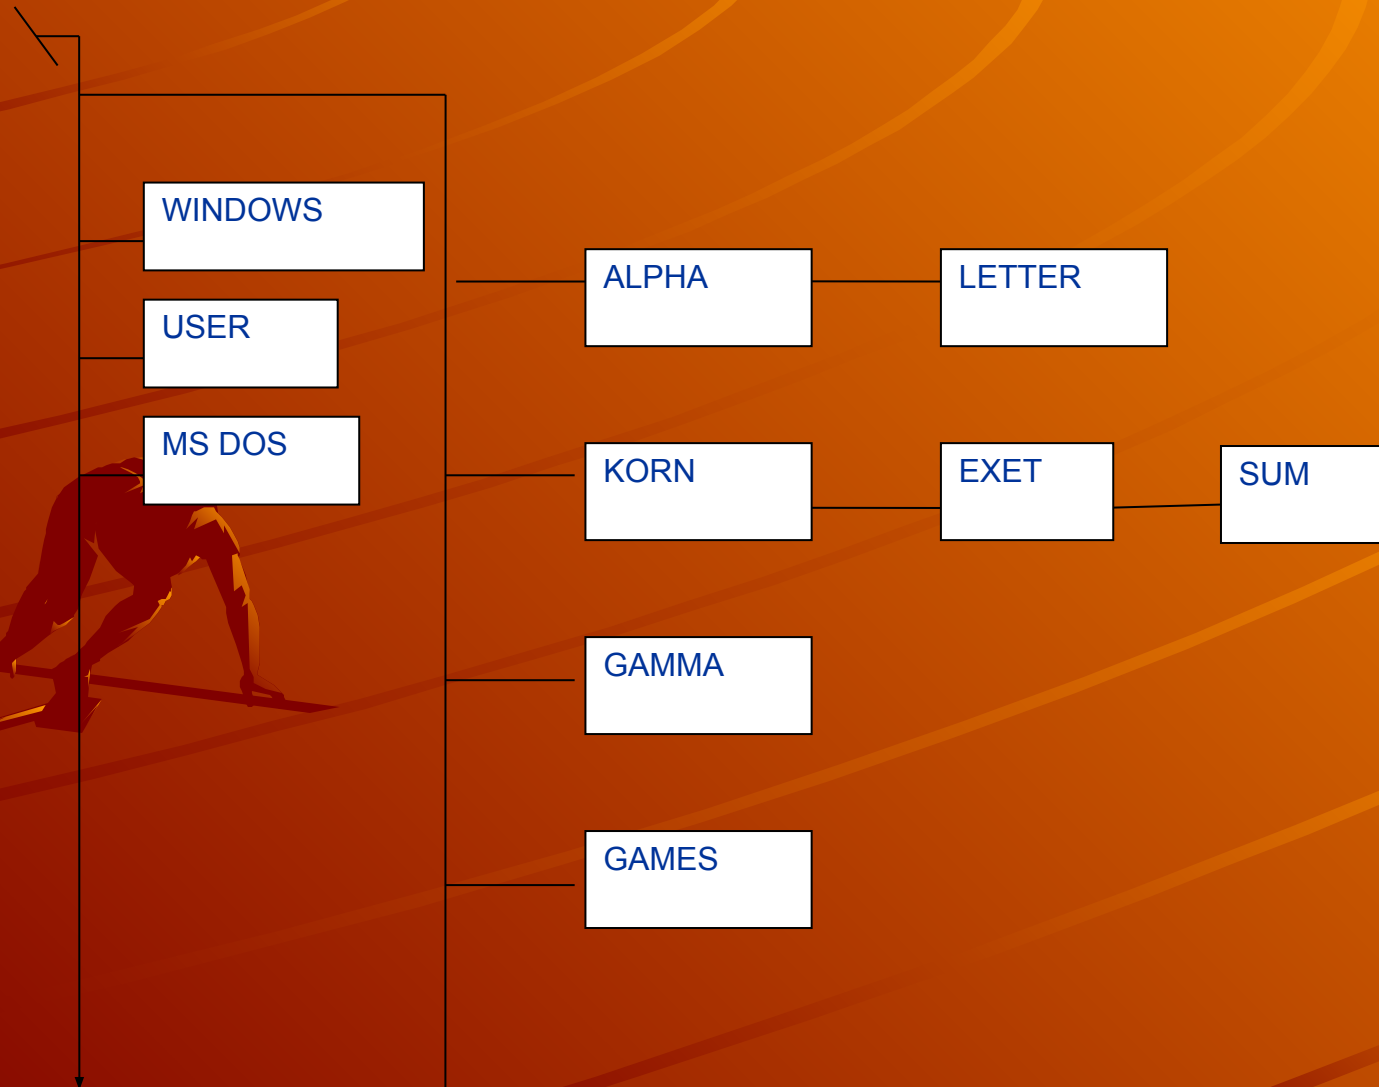 WINDOWS
USER
MS DOS
ALPHA
LETTER
KORN
EXET
SUM
GAMMA
GAMES